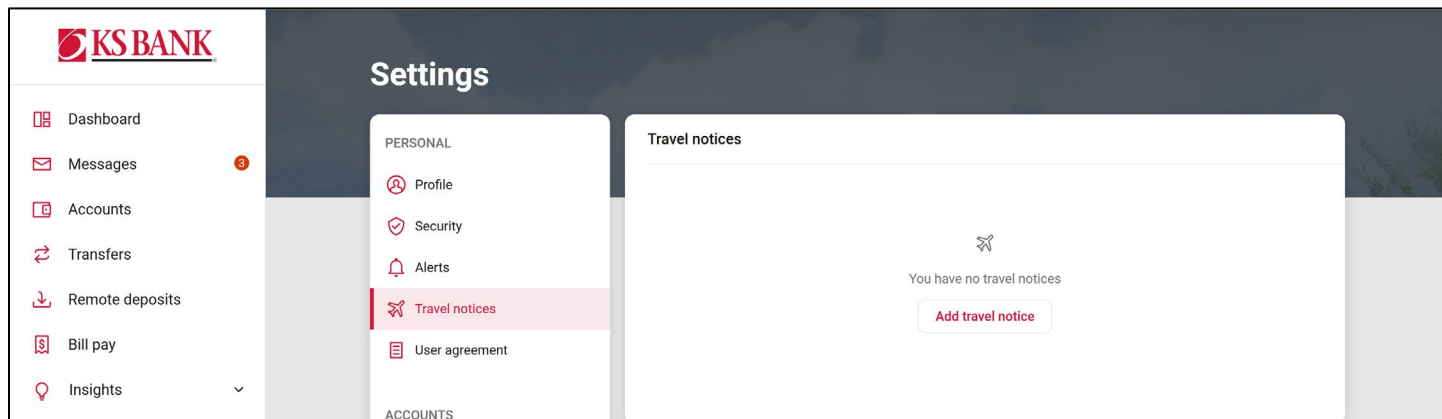 KS BANK
Dashboard
Messages 3
Accounts
Transfers
Remote deposits
Bill pay
Insights
Settings
PERSONAL
Profile
Security
Alerts
Travel notices
User agreement
ACCOUNTS
Travel notices
You have no travel notices
Add travel notice